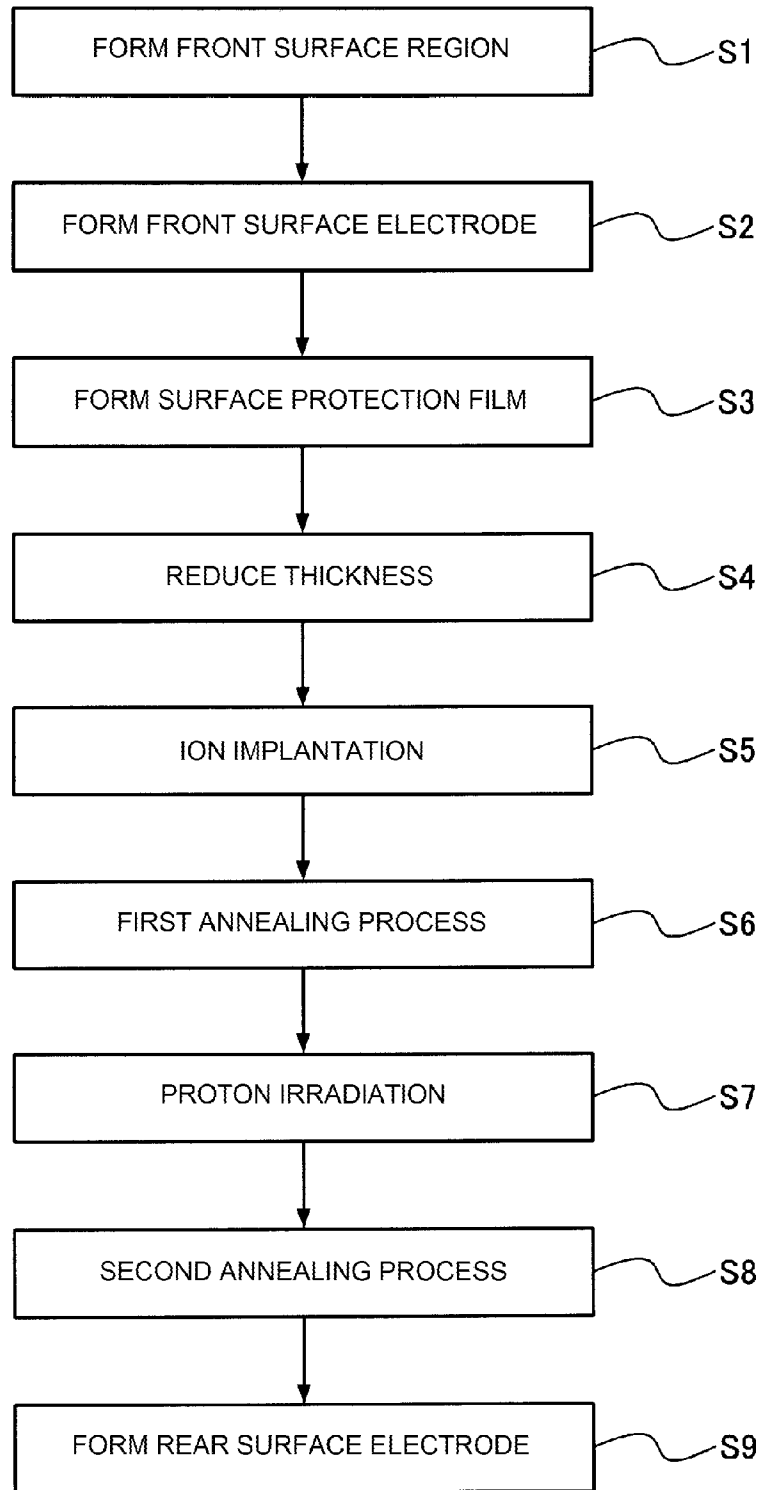 FORM FRONT SURFACE REGION S1
FORM FRONT SURFACE ELECTRODE S2
FORM SURFACE PROTECTION FILM S3
REDUCE THICKNESS S4
ION IMPLANTATION S5
FIRST ANNEALING PROCESS S6
PROTON IRRADIATION S7
SECOND ANNEALING PROCESS S8
FORM REAR SURFACE ELECTRODE S9